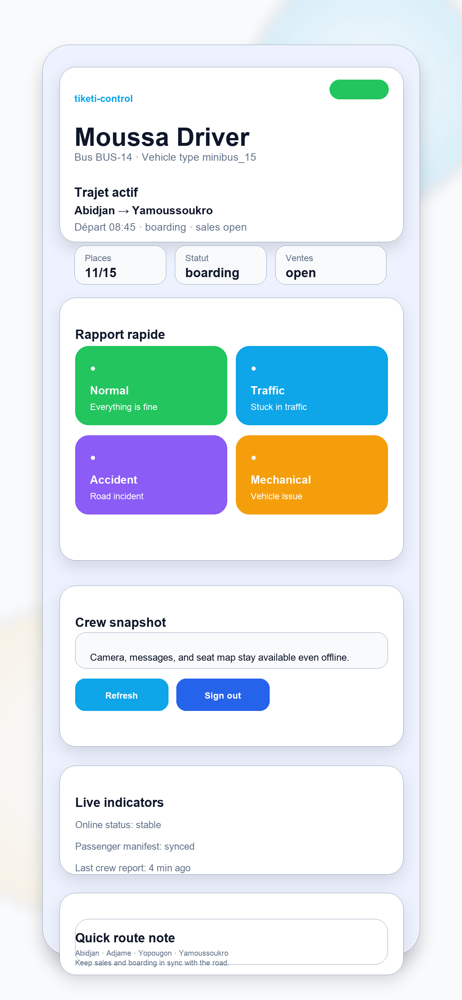 tiketi-control
Moussa Driver
Bus BUS-14 · Vehicle type minibus_15
Trajet actif
Abidjan → Yamoussoukro
Départ 08:45 · boarding · sales open
Places
11/15
Statut
boarding
Ventes
open
Rapport rapide
Normal
Everything is fine
Traffic
Stuck in traffic
Accident
Road incident
Mechanical
Vehicle issue
Crew snapshot
Camera, messages, and seat map stay available even offline.
Refresh
Sign out
Live indicators
Online status: stable
Passenger manifest: synced
Last crew report: 4 min ago
Quick route note
Abidjan · Adjame · Yopougon · Yamoussoukro
Keep sales and boarding in sync with the road.